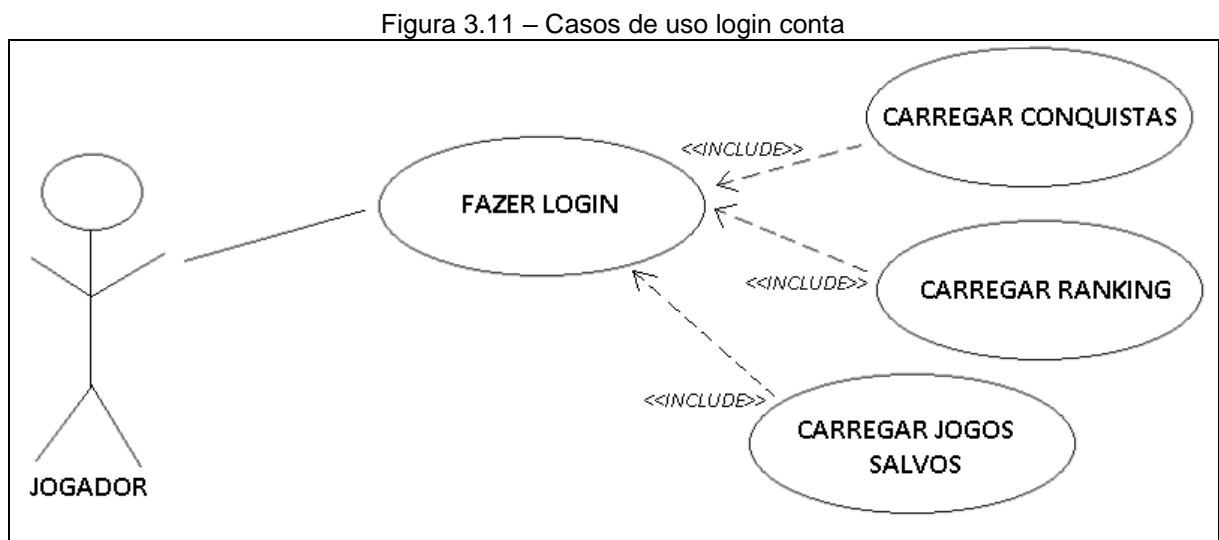 Figura 3.11 – Casos de uso login conta
CARREGAR CONQUISTAS
<<INCLUDE>>
FAZER LOGIN
<<INCLUDE>>
CARREGAR RANKING
<<INCLUDE>>
CARREGAR JOGOS
SALVOS
JOGADOR